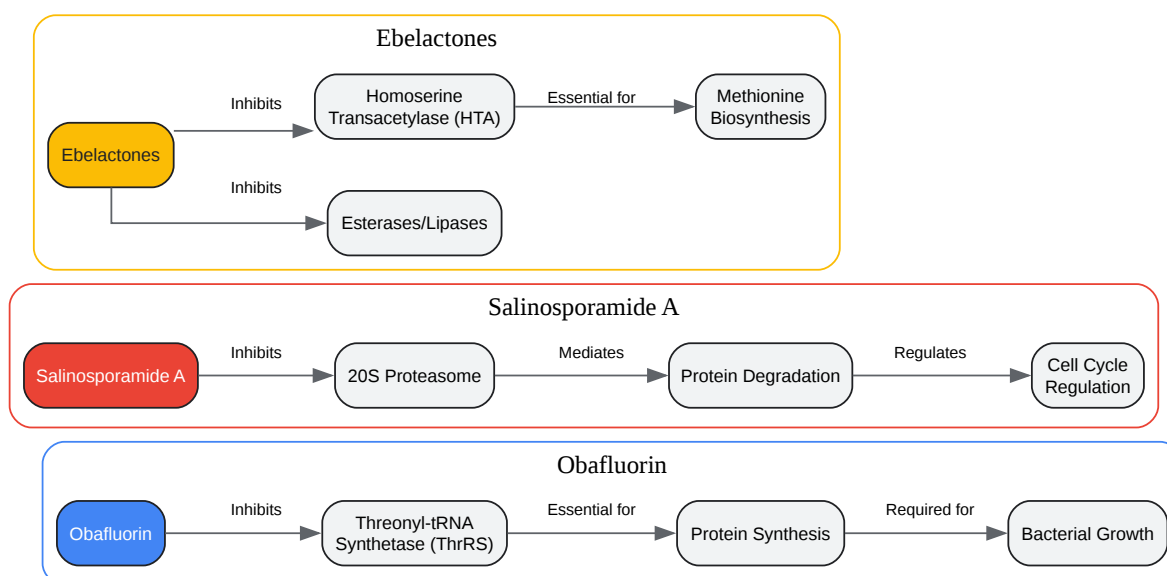 Ebelactones
Inhibits
Homoserine
Transacetylase (HTA)
Essential for
Methionine
Biosynthesis
Ebelactones
Inhibits
Esterases/Lipases
Salinosporamide A
Salinosporamide A
Inhibits
20S Proteasome
Mediates
Protein Degradation
Regulates
Cell Cycle
Regulation
Obafluorin
Obafluorin
Inhibits
Threonyl-tRNA
Synthetase (ThrRS)
Essential for
Protein Synthesis
Required for
Bacterial Growth